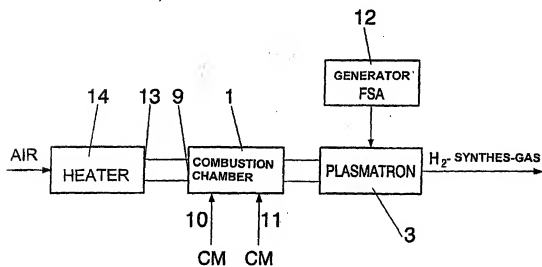 12
GENERATOR
FSA
14 13 9 1
AIR
HEATER
COMBUSTION
CHAMBER
PLASMATRON
H2- SYNTHES-GAS
10 11 3
CM CM